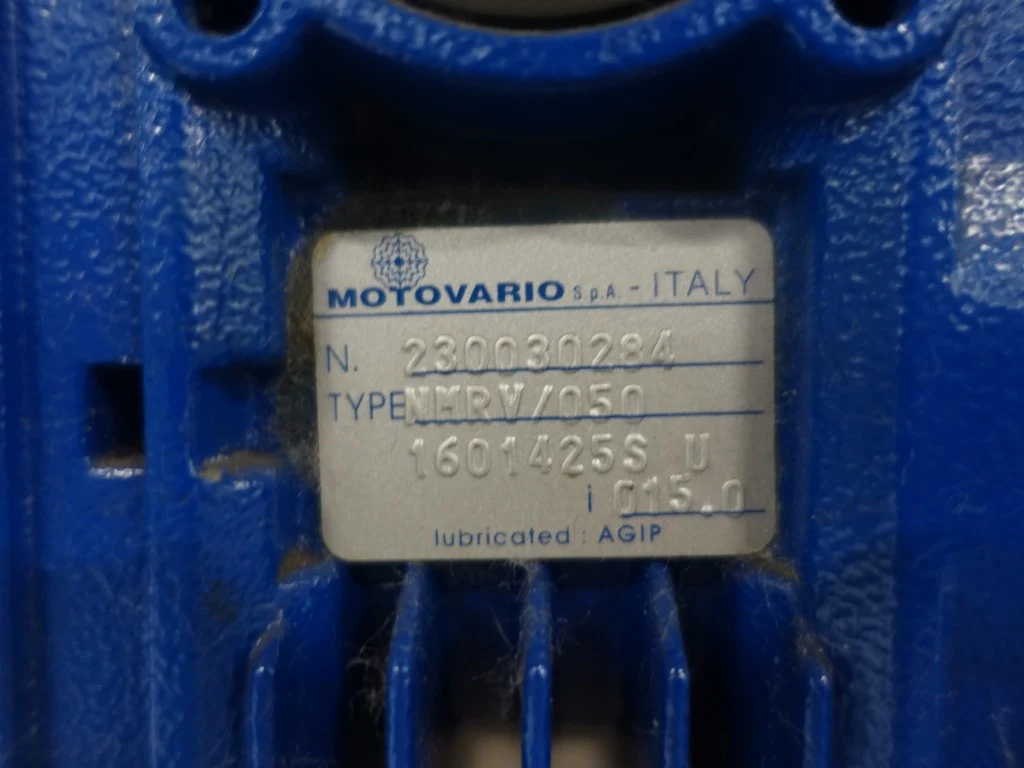 MOTOVARIO S.p.A. - ITALY
N. 230030284
TYPE NMRV/050
1601425S U
i 015.0
lubricated : AGIP